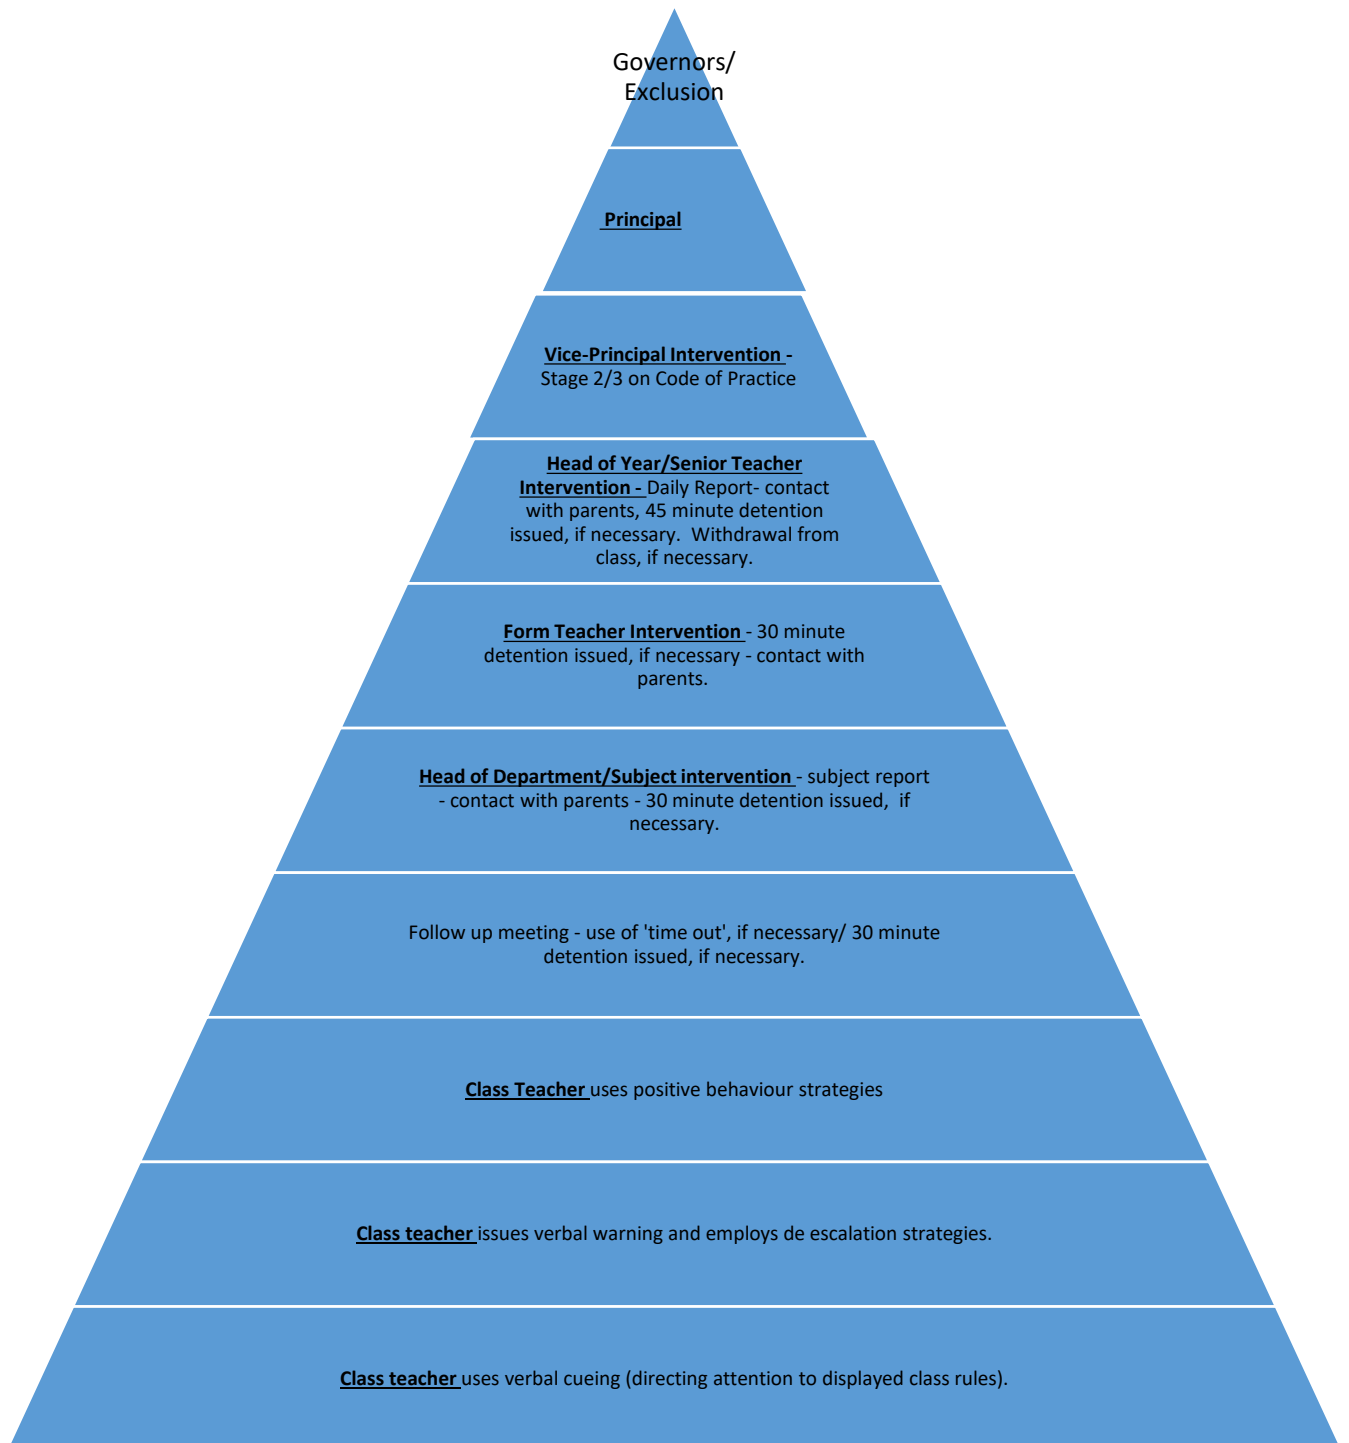 Governors/
Exclusion
Principal
Vice-Principal Intervention -
Stage 2/3 on Code of Practice
Head of Year/Senior Teacher
Intervention - Daily Report- contact
with parents, 45 minute detention
issued, if necessary.  Withdrawal from
class, if necessary.
Form Teacher Intervention - 30 minute
detention issued, if necessary - contact with
parents.
Head of Department/Subject intervention - subject report
- contact with parents - 30 minute detention issued,  if
necessary.
Follow up meeting - use of 'time out', if necessary/ 30 minute
detention issued, if necessary.
Class Teacher uses positive behaviour strategies
Class teacher issues verbal warning and employs de escalation strategies.
Class teacher uses verbal cueing (directing attention to displayed class rules).